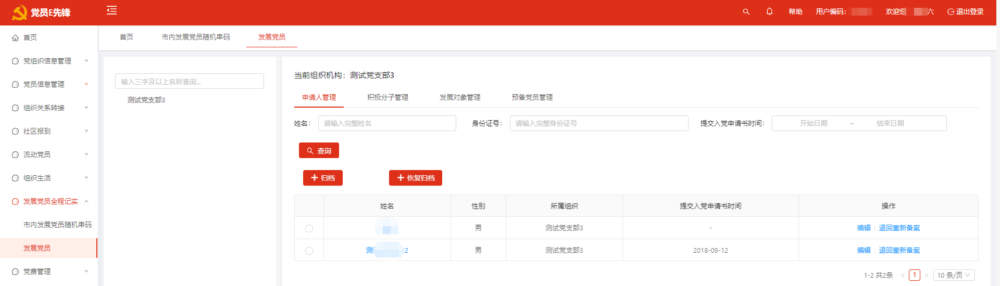 党员E先锋
帮助 用户编码: 欢迎您 六 退出登录
首页 市内发展党员随机串码 发展党员
首页
党组织信息管理
党员信息管理
组织关系转接
社区报到
流动党员
组织生活
发展党员全程记实
市内发展党员随机串码
发展党员
党费管理
输入三字及以上名称查询...
测试党支部3
当前组织机构：测试党支部3
申请人管理 积极分子管理 发展对象管理 预备党员管理
姓名： 请输入完整姓名 身份证号： 请输入完整身份证号 提交入党申请书时间： 开始日期 ~ 结束日期
查询
归档 恢复归档
姓名 性别 所属组织 提交入党申请书时间 操作
男 测试党支部3 - 编辑 退回重新备案
测 12 男 测试党支部3 2018-09-12 编辑 退回重新备案
1-2 共2条 < 1 > 10 条/页